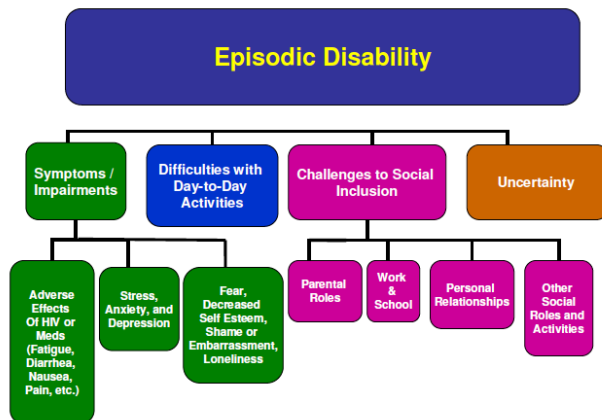 Episodic Disability
Symptoms /
Impairments
Difficulties with
Day-to-Day
Activities
Challenges to Social
Inclusion
Uncertainty
Adverse
Effects
Of HIV or
Meds
(Fatigue,
Diarrhea,
Nausea,
Pain, etc.)
Stress,
Anxiety, and
Depression
Fear,
Decreased
Self Esteem,
Shame or
Embarrassment,
Loneliness
Parental
Roles
Work
&
School
Personal
Relationships
Other
Social
Roles and
Activities